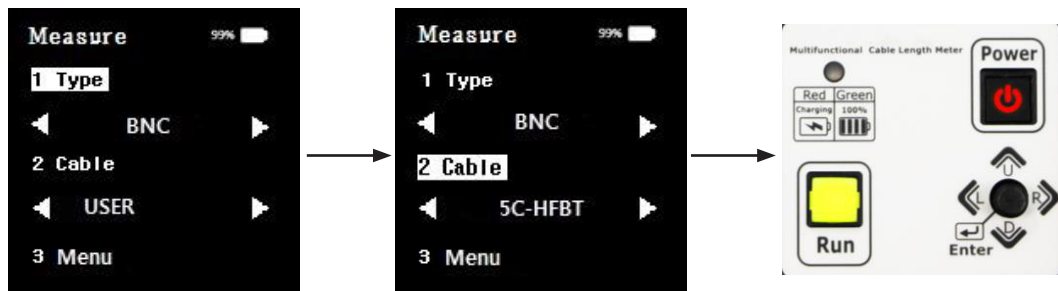 Measure 99%
1 Type
BNC
2 Cable
USER
3 Menu
Measure 99%
1 Type
BNC
2 Cable
5C-HFBT
3 Menu
Multifunctional Cable Length Meter
Power
Red Green
Charging 100%
Run
U
L R
D
Enter